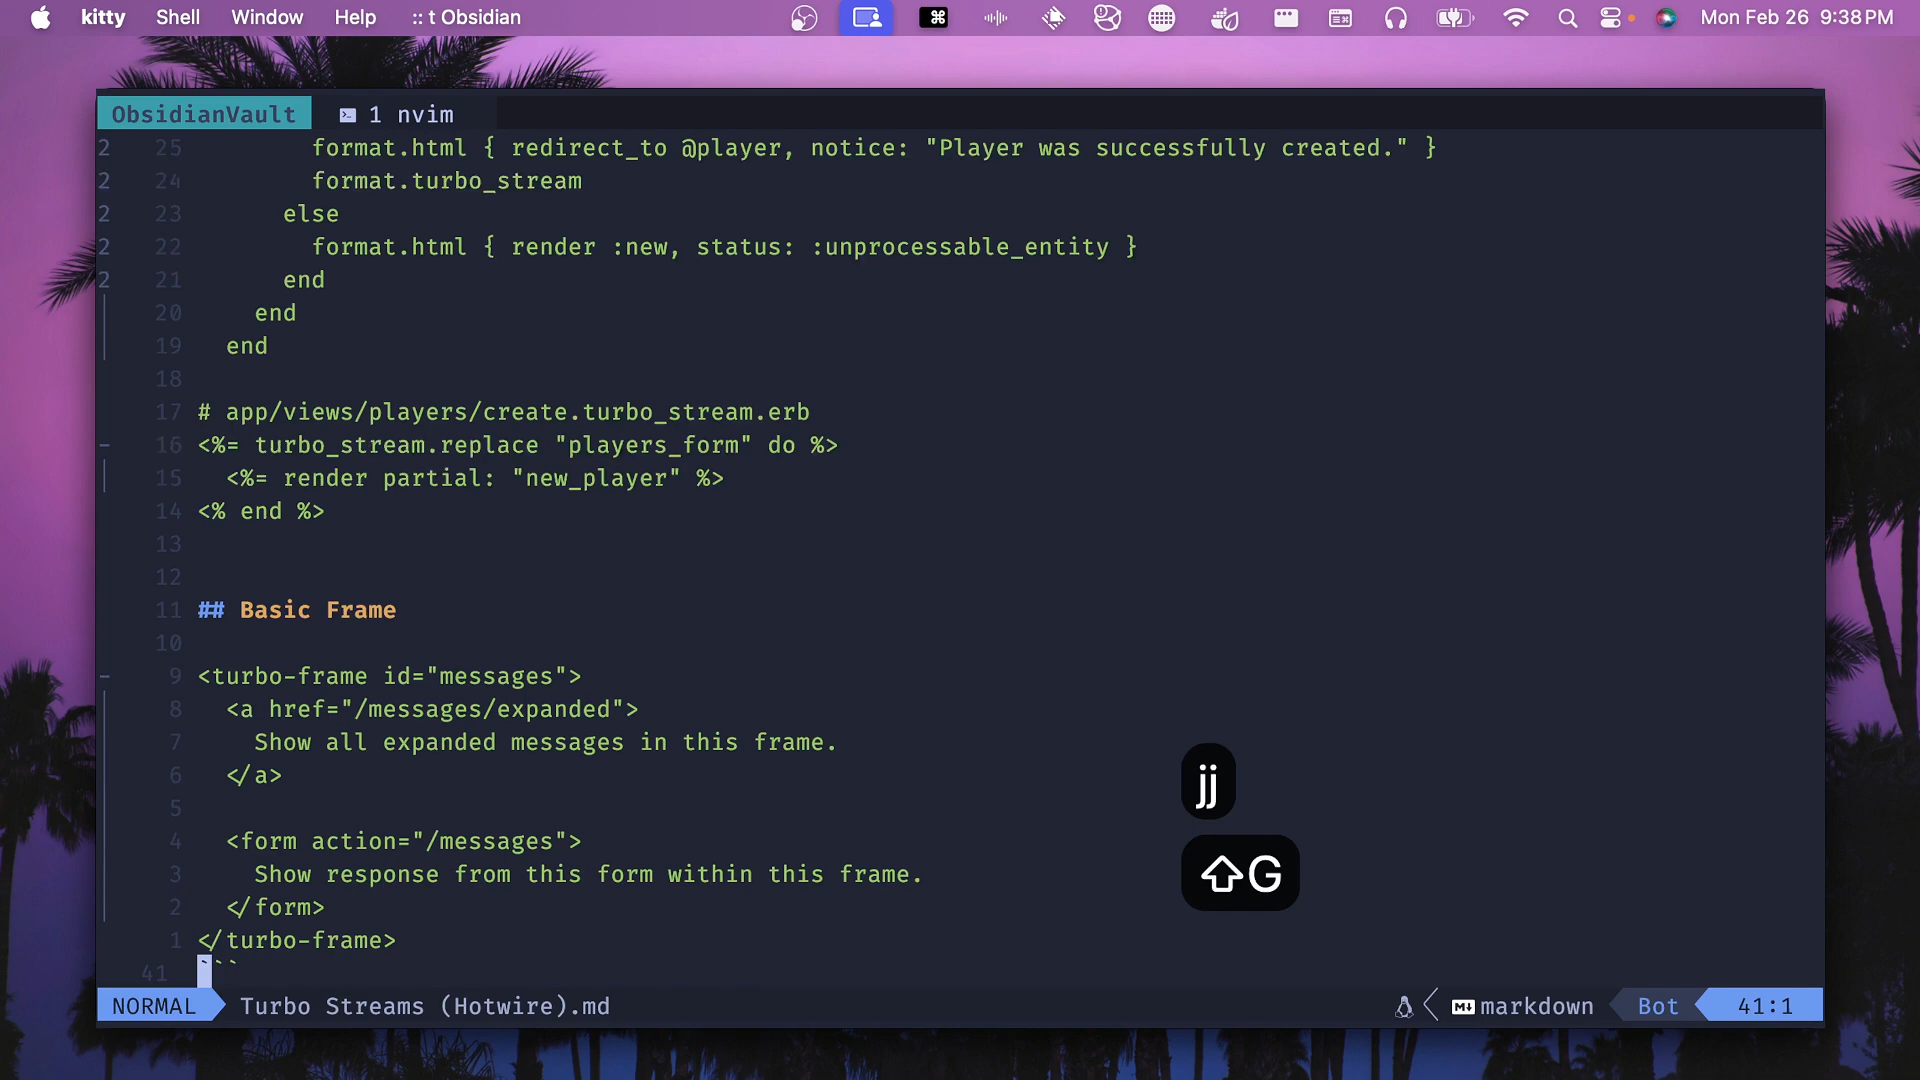 kitty Shell Window Help :: t Obsidian Mon Feb 26 9:38 PM
ObsidianVault 1 nvim
2 25 format.html { redirect_to @player, notice: "Player was successfully created." }
2 24 format.turbo_stream
2 23 else
2 22 format.html { render :new, status: :unprocessable_entity }
2 21 end
20 end
19 end
18
17 # app/views/players/create.turbo_stream.erb
16 <%= turbo_stream.replace "players_form" do %>
15 <%= render partial: "new_player" %>
14 <% end %>
13
12
11 ## Basic Frame
10
9 <turbo-frame id="messages">
8 <a href="/messages/expanded">
7 Show all expanded messages in this frame.
6 </a>
5
4 <form action="/messages">
3 Show response from this form within this frame.
2 </form>
1 </turbo-frame>
41 ```
jj
⇧G
NORMAL Turbo Streams (Hotwire).md markdown Bot 41:1